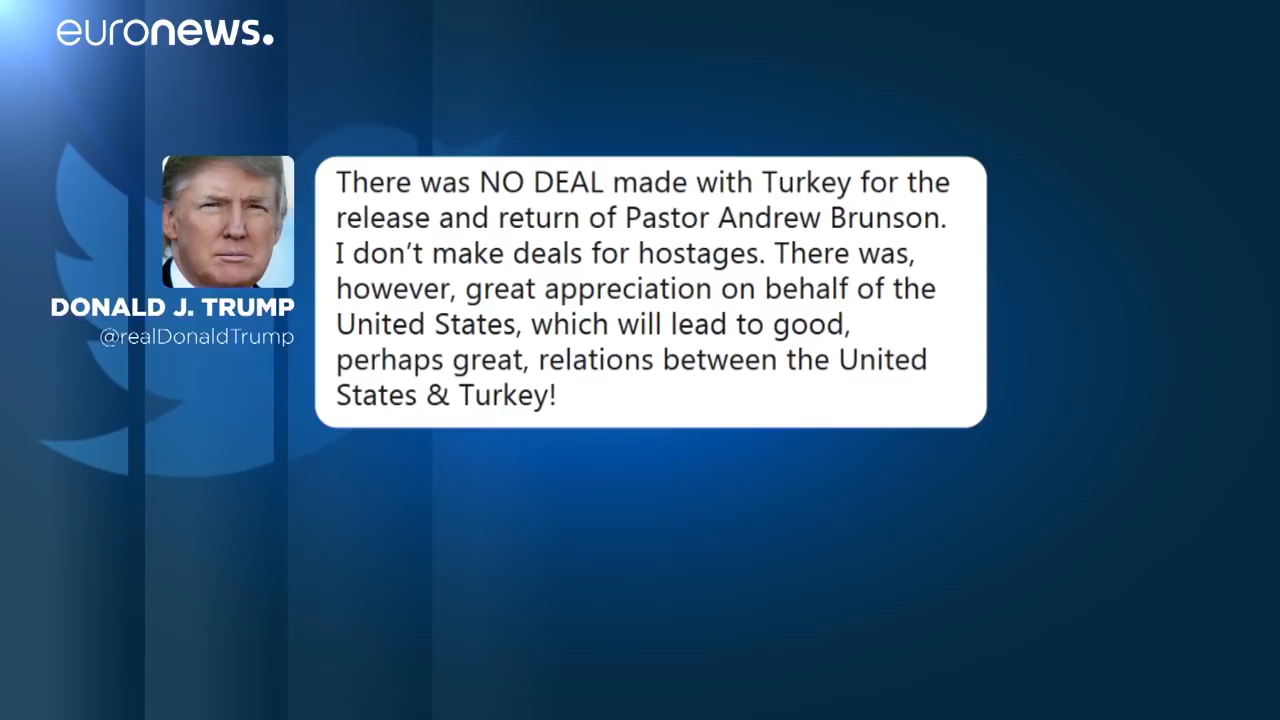 euronews.
There was NO DEAL made with Turkey for the
release and return of Pastor Andrew Brunson.
I don’t make deals for hostages. There was,
however, great appreciation on behalf of the
United States, which will lead to good,
perhaps great, relations between the United
States & Turkey!
DONALD J. TRUMP
@realDonaldTrump